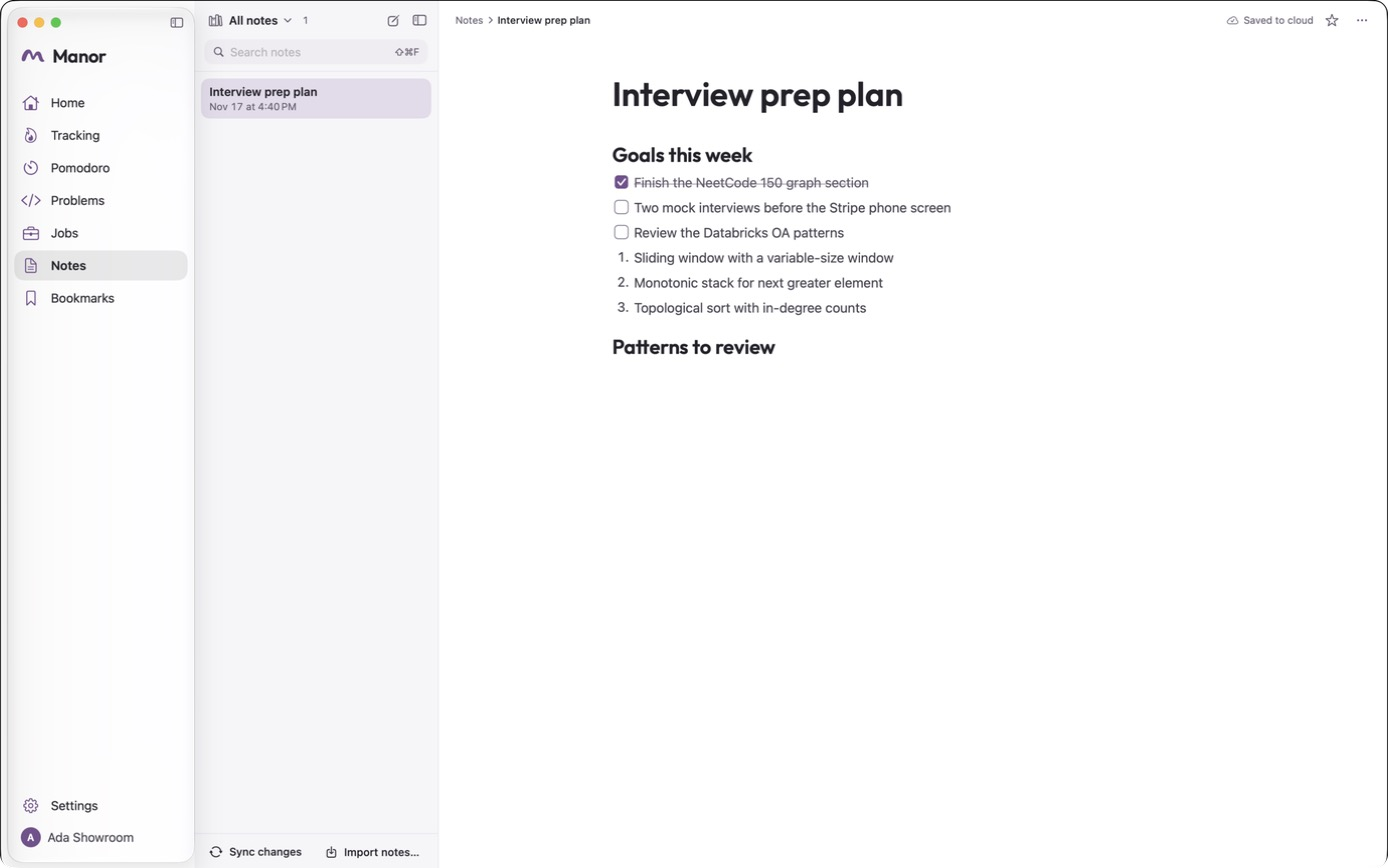 Manor
Home
Tracking
Pomodoro
Problems
Jobs
Notes
Bookmarks
Settings
A Ada Showroom
All notes 1
Search notes ⇧⌘F
Interview prep plan
Nov 17 at 4:40 PM
Sync changes Import notes...
Notes > Interview prep plan
Saved to cloud
Interview prep plan
Goals this week
Finish the NeetCode 150 graph section
Two mock interviews before the Stripe phone screen
Review the Databricks OA patterns
1. Sliding window with a variable-size window
2. Monotonic stack for next greater element
3. Topological sort with in-degree counts
Patterns to review